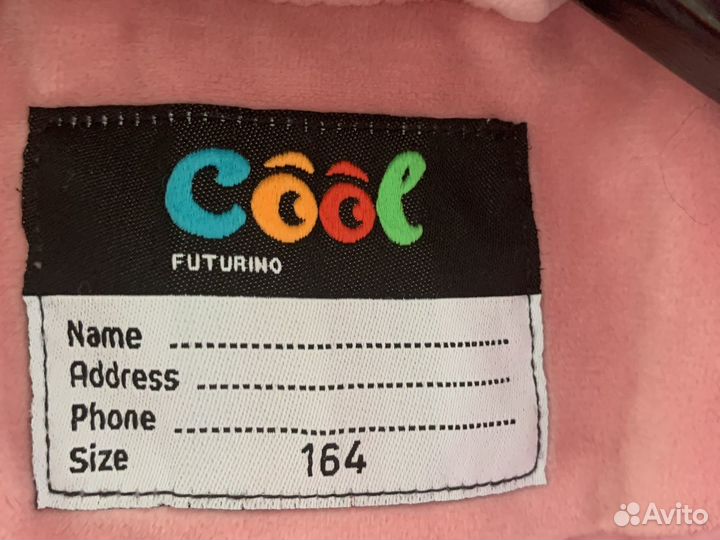 Cool
FUTURINO
Name
Address
Phone
Size 164
Avito